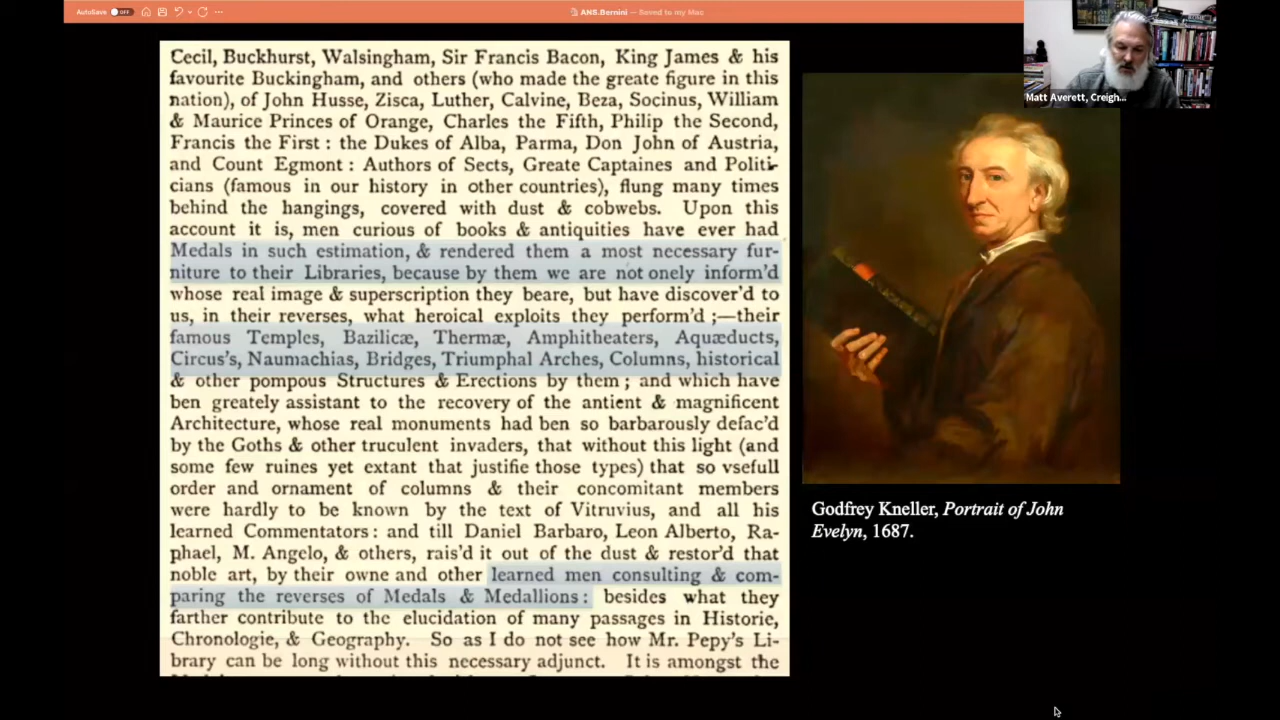 AutoSave OFF
ANS.Bernini — Saved to my Mac
Matt Averett, Creigh...
Cecil, Buckhurst, Walsingham, Sir Francis Bacon, King James & his
favourite Buckingham, and others (who made the greate figure in this
nation), of John Husse, Zisca, Luther, Calvine, Beza, Socinus, William
& Maurice Princes of Orange, Charles the Fifth, Philip the Second,
Francis the First : the Dukes of Alba, Parma, Don John of Austria,
and Count Egmont : Authors of Sects, Greate Captaines and Politi-
cians (famous in our history in other countries), flung many times
behind the hangings, covered with dust & cobwebs. Upon this
account it is, men curious of books & antiquities have ever had
Medals in such estimation, & rendered them a most necessary fur-
niture to their Libraries, because by them we are not onely inform'd
whose real image & superscription they beare, but have discover'd to
us, in their reverses, what heroical exploits they perform'd ;—their
famous Temples, Bazilicæ, Thermæ, Amphitheaters, Aquæducts,
Circus's, Naumachias, Bridges, Triumphal Arches, Columns, historical
& other pompous Structures & Erections by them ; and which have
ben greately assistant to the recovery of the antient & magnificent
Architecture, whose real monuments had ben so barbarously defac'd
by the Goths & other truculent invaders, that without this light (and
some few ruines yet extant that justifie those types) that so vsefull
order and ornament of columns & their concomitant members
were hardly to be known by the text of Vitruvius, and all his
learned Commentators : and till Daniel Barbaro, Leon Alberto, Ra-
phael, M. Angelo, & others, rais'd it out of the dust & restor'd that
noble art, by their owne and other learned men consulting & com-
paring the reverses of Medals & Medallions : besides what they
farther contribute to the elucidation of many passages in Historie,
Chronologie, & Geography. So as I do not see how Mr. Pepy's Li-
brary can be long without this necessary adjunct. It is amongst the
Godfrey Kneller, Portrait of John
Evelyn, 1687.